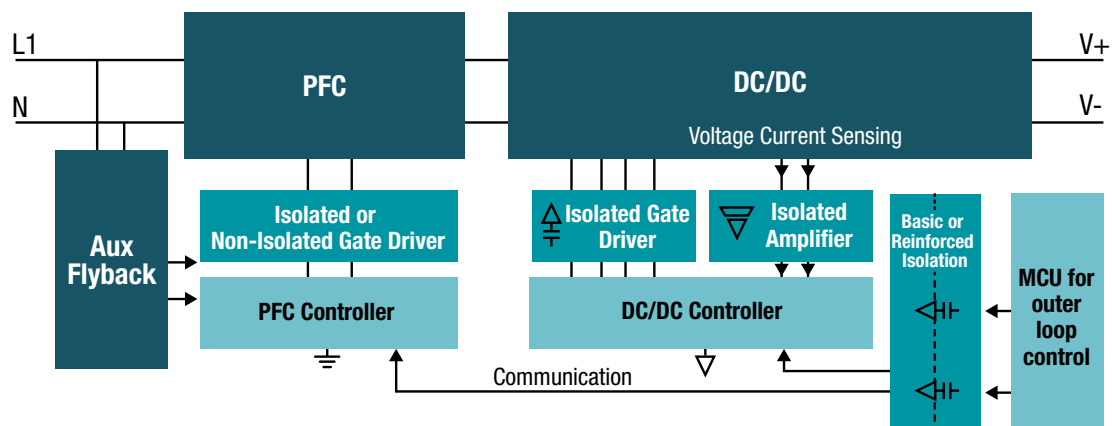 L1
N
PFC
DC/DC
Voltage Current Sensing
V+
V-
Aux
Flyback
Isolated or
Non-Isolated Gate Driver
PFC Controller
Isolated Gate
Driver
Isolated
Amplifier
DC/DC Controller
Communication
Basic or
Reinforced
Isolation
MCU for
outer
loop
control